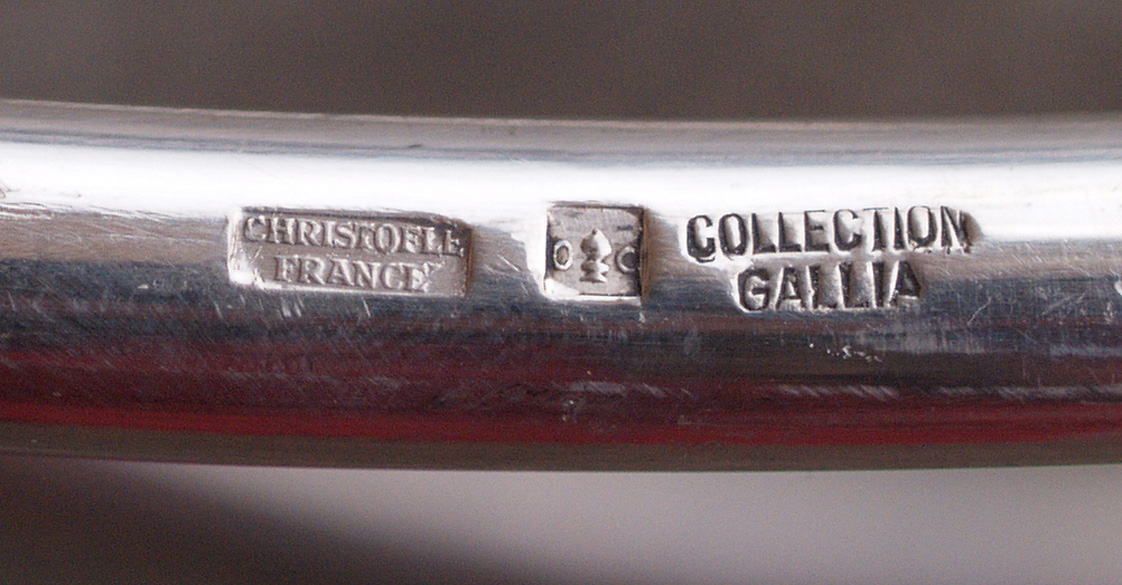 CHRISTOFLE
FRANCE
O C
COLLECTION
GALLIA